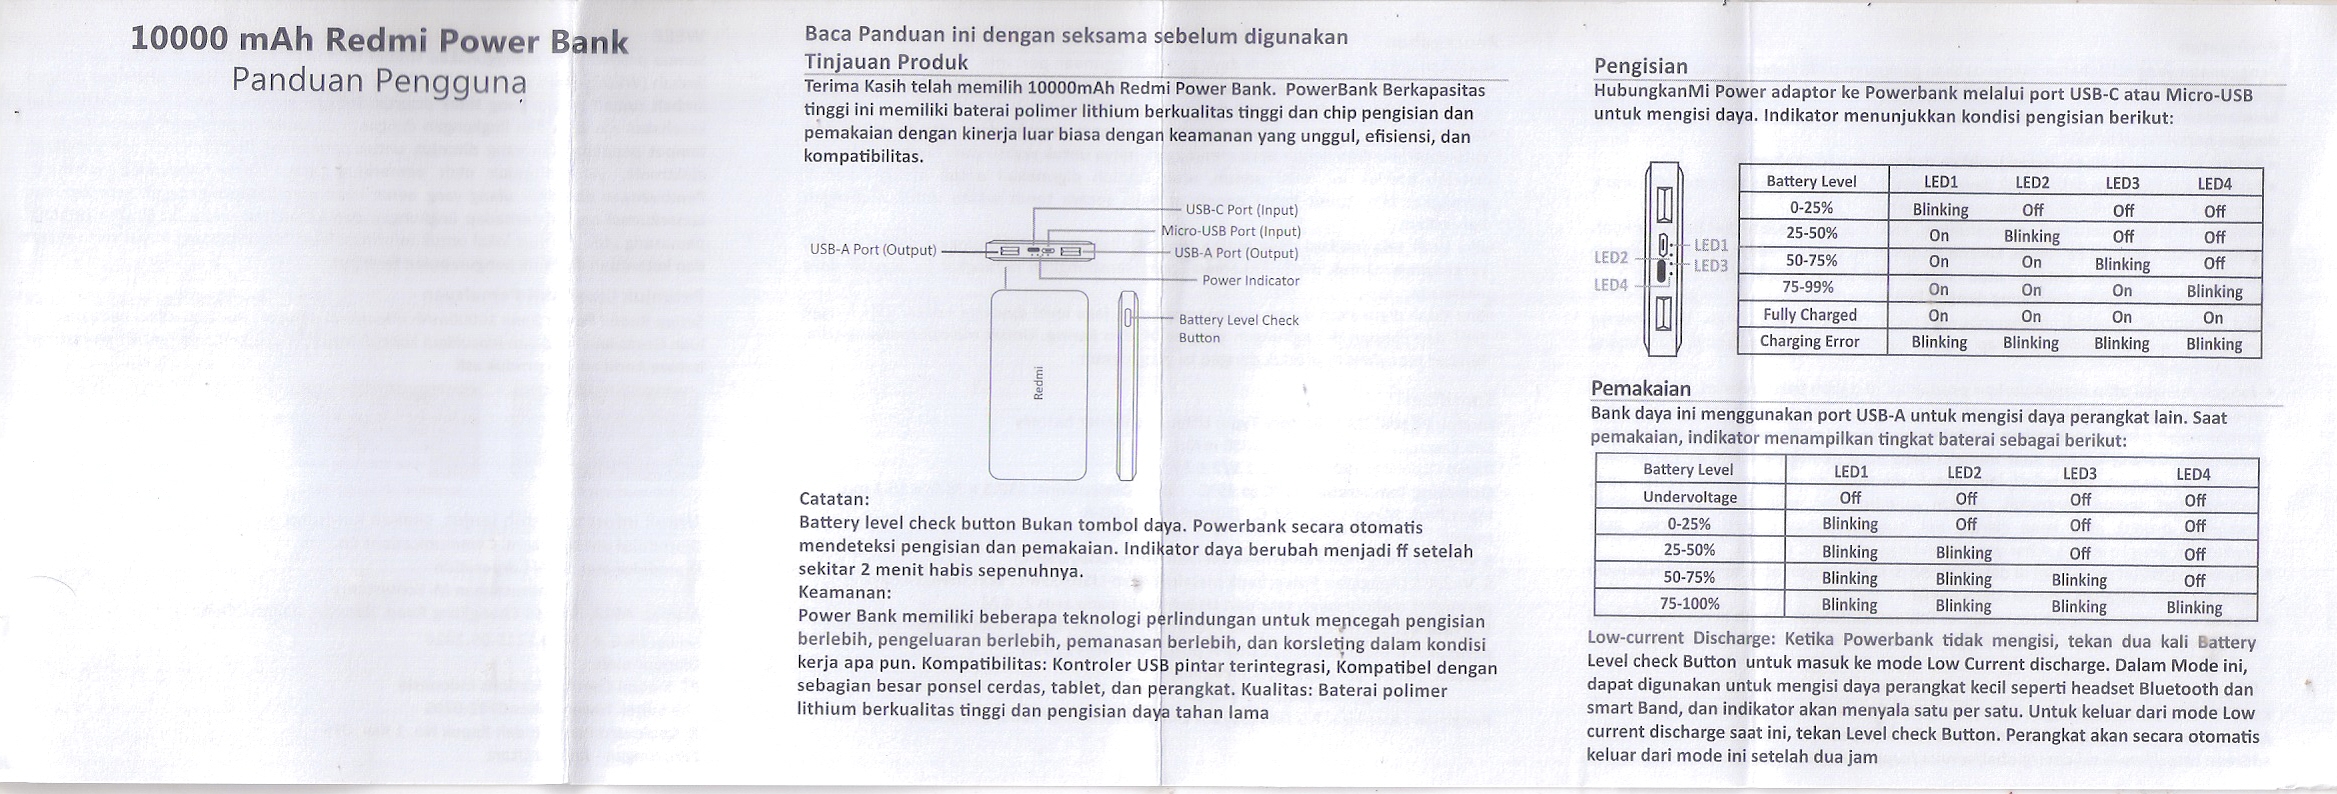 10000 mAh Redmi Power Bank
Panduan Pengguna
Baca Panduan ini dengan seksama sebelum digunakan
Tinjauan Produk
Terima Kasih telah memilih 10000mAh Redmi Power Bank. PowerBank Berkapasitas
tinggi ini memiliki baterai polimer lithium berkualitas tinggi dan chip pengisian dan
pemakaian dengan kinerja luar biasa dengan keamanan yang unggul, efisiensi, dan
kompatibilitas.
USB-C Port (Input)
Micro-USB Port (Input)
USB-A Port (Output)
USB-A Port (Output)
Power Indicator
Battery Level Check
Button
Redmi
Catatan:
Battery level check button Bukan tombol daya. Powerbank secara otomatis
mendeteksi pengisian dan pemakaian. Indikator daya berubah menjadi ff setelah
sekitar 2 menit habis sepenuhnya.
Keamanan:
Power Bank memiliki beberapa teknologi perlindungan untuk mencegah pengisian
berlebih, pengeluaran berlebih, pemanasan berlebih, dan korsleting dalam kondisi
kerja apa pun. Kompatibilitas: Kontroler USB pintar terintegrasi, Kompatibel dengan
sebagian besar ponsel cerdas, tablet, dan perangkat. Kualitas: Baterai polimer
lithium berkualitas tinggi dan pengisian daya tahan lama
Pengisian
HubungkanMi Power adaptor ke Powerbank melalui port USB-C atau Micro-USB
untuk mengisi daya. Indikator menunjukkan kondisi pengisian berikut:
LED1
LED2
LED3
LED4
Battery Level LED1 LED2 LED3 LED4
0-25% Blinking Off Off Off
25-50% On Blinking Off Off
50-75% On On Blinking Off
75-99% On On On Blinking
Fully Charged On On On On
Charging Error Blinking Blinking Blinking Blinking
Pemakaian
Bank daya ini menggunakan port USB-A untuk mengisi daya perangkat lain. Saat
pemakaian, indikator menampilkan tingkat baterai sebagai berikut:
Battery Level LED1 LED2 LED3 LED4
Undervoltage Off Off Off Off
0-25% Blinking Off Off Off
25-50% Blinking Blinking Off Off
50-75% Blinking Blinking Blinking Off
75-100% Blinking Blinking Blinking Blinking
Low-current Discharge: Ketika Powerbank tidak mengisi, tekan dua kali Battery
Level check Button untuk masuk ke mode Low Current discharge. Dalam Mode ini,
dapat digunakan untuk mengisi daya perangkat kecil seperti headset Bluetooth dan
smart Band, dan indikator akan menyala satu per satu. Untuk keluar dari mode Low
current discharge saat ini, tekan Level check Button. Perangkat akan secara otomatis
keluar dari mode ini setelah dua jam